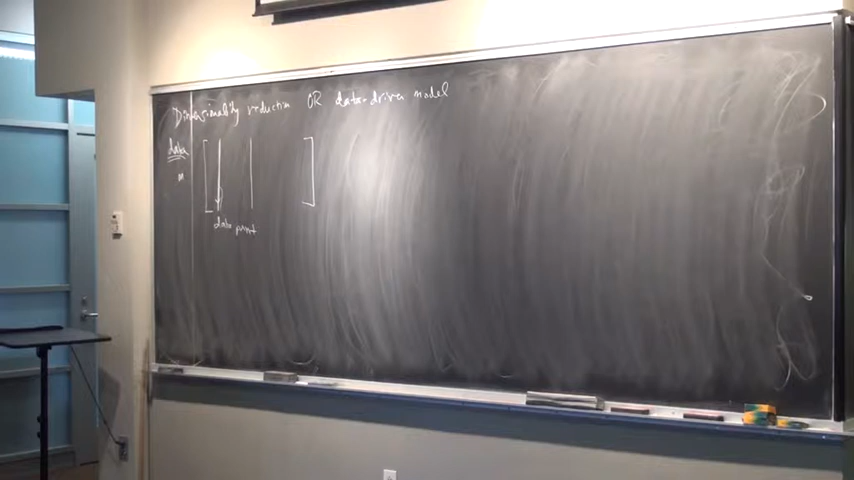 Dimensionality reduction OR data-driven model
data
m
data point